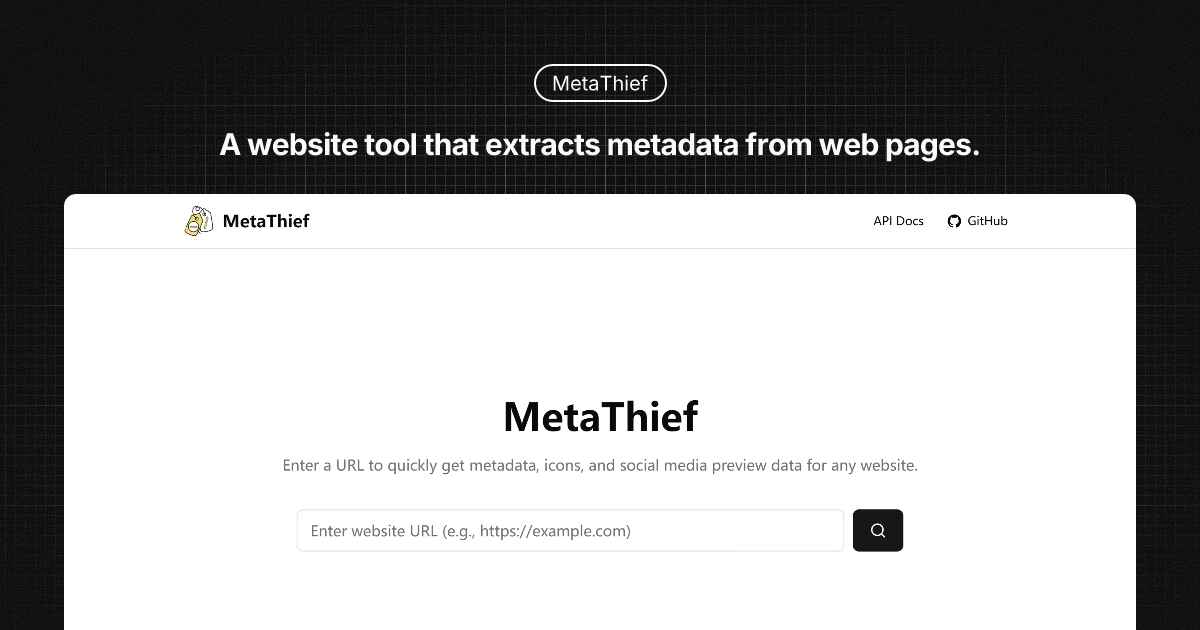 MetaThief
A website tool that extracts metadata from web pages.
MetaThief
API Docs
GitHub
MetaThief
Enter a URL to quickly get metadata, icons, and social media preview data for any website.
Enter website URL (e.g., https://example.com)